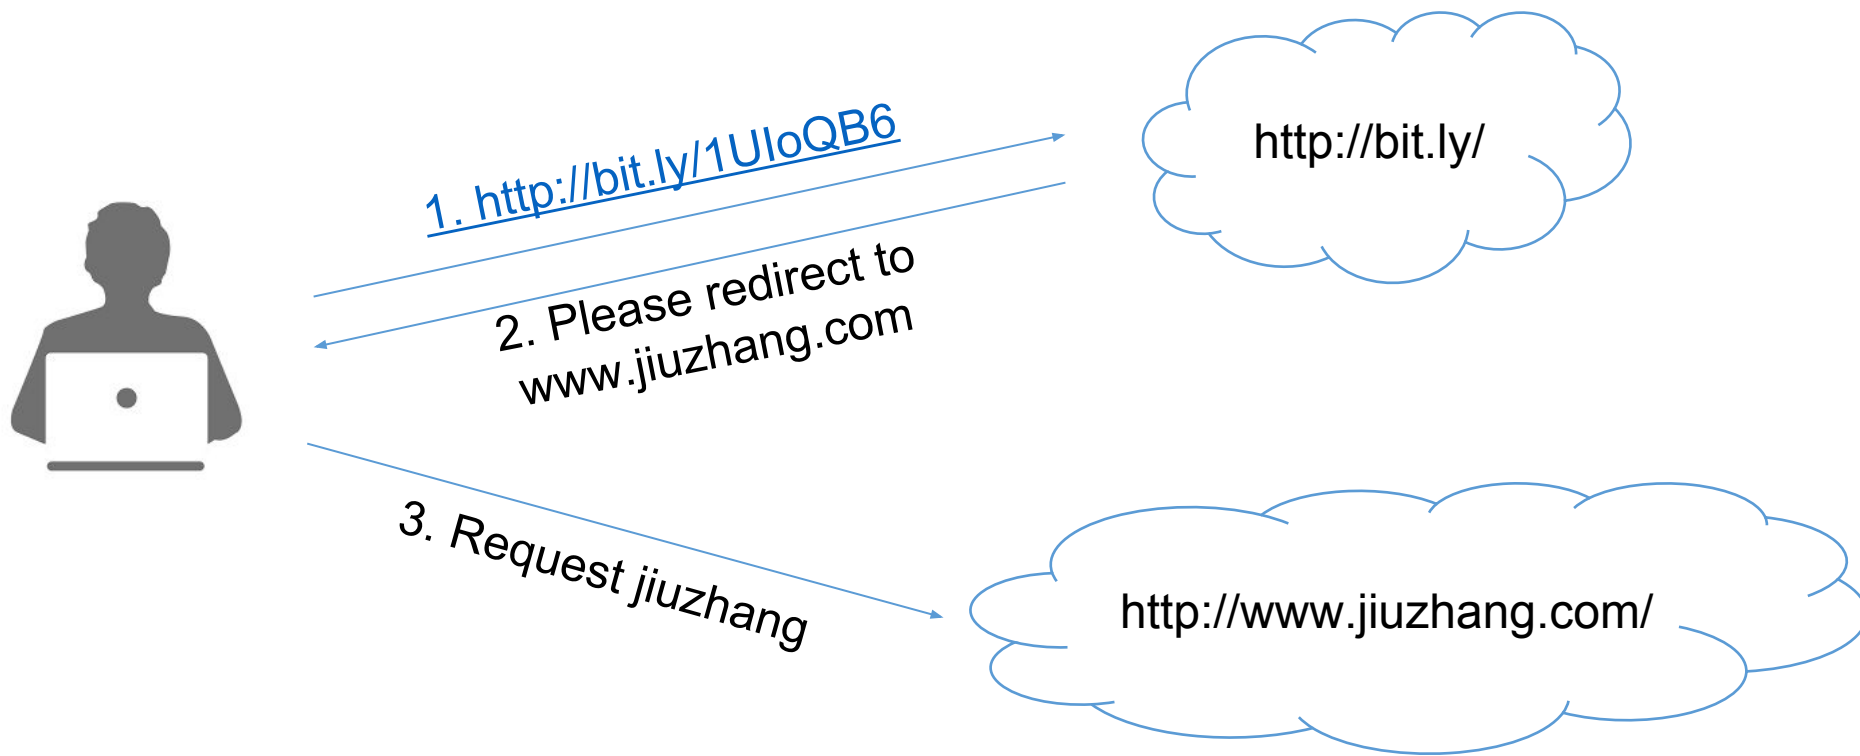 1. http://bit.ly/1UIoQB6
http://bit.ly/
2. Please redirect to
www.jiuzhang.com
3. Request jiuzhang
http://www.jiuzhang.com/